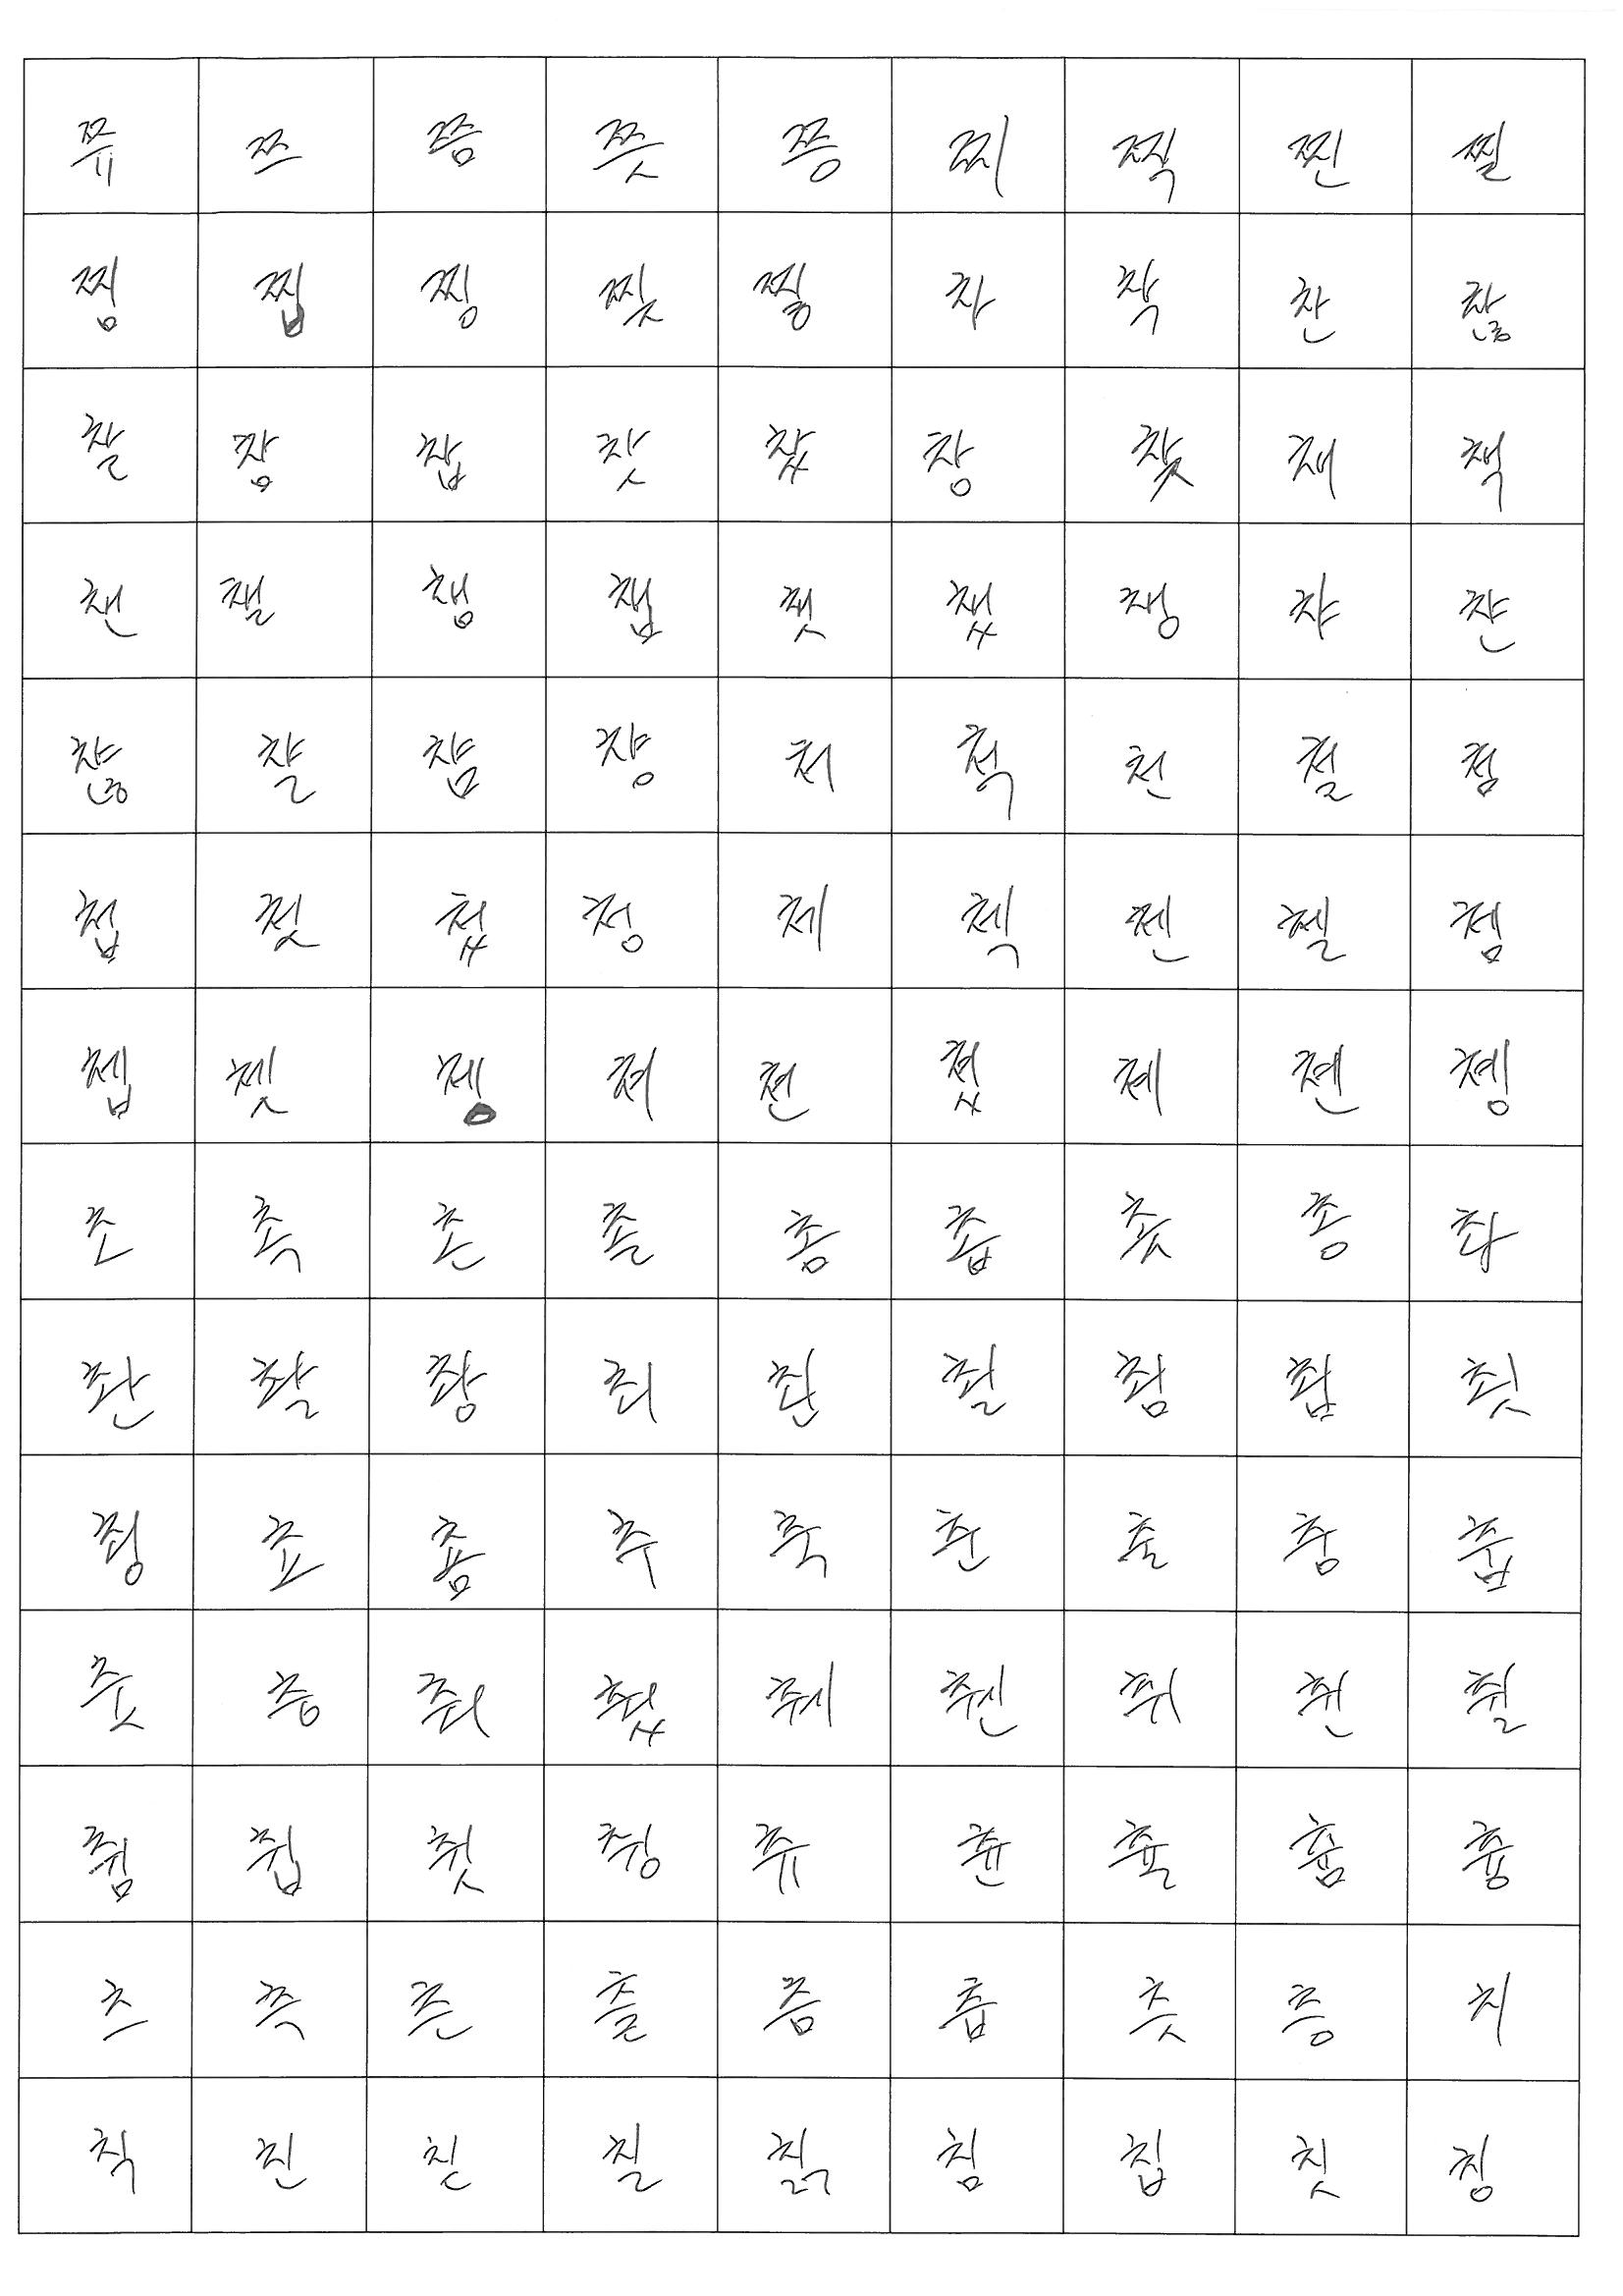 쮸 쯔 쯤 쯧 쯩 찌 찍 찐 찔
찜 찝 찡 찢 찧 차 착 찬 찮
찰 참 찹 찻 찼 창 찾 채 책
챈 챌 챔 챕 챗 챘 챙 챠 챤
챦 챨 챰 챵 처 척 천 철 첨
첩 첫 첬 청 체 첵 첸 첼 쳄
쳅 쳇 쳉 쳐 쳔 쳤 쳬 쳰 촁
초 촉 촌 촐 촘 촙 촛 총 촤
촨 촬 촹 최 쵠 쵤 쵬 쵭 쵯
쵱 쵸 춈 추 축 춘 출 춤 춥
춧 충 춰 췄 췌 췐 취 췬 췰
췸 췹 췻 췽 츄 츈 츌 츔 츙
츠 측 츤 츨 츰 츱 츳 층 치
칙 친 칟 칠 칡 침 칩 칫 칭